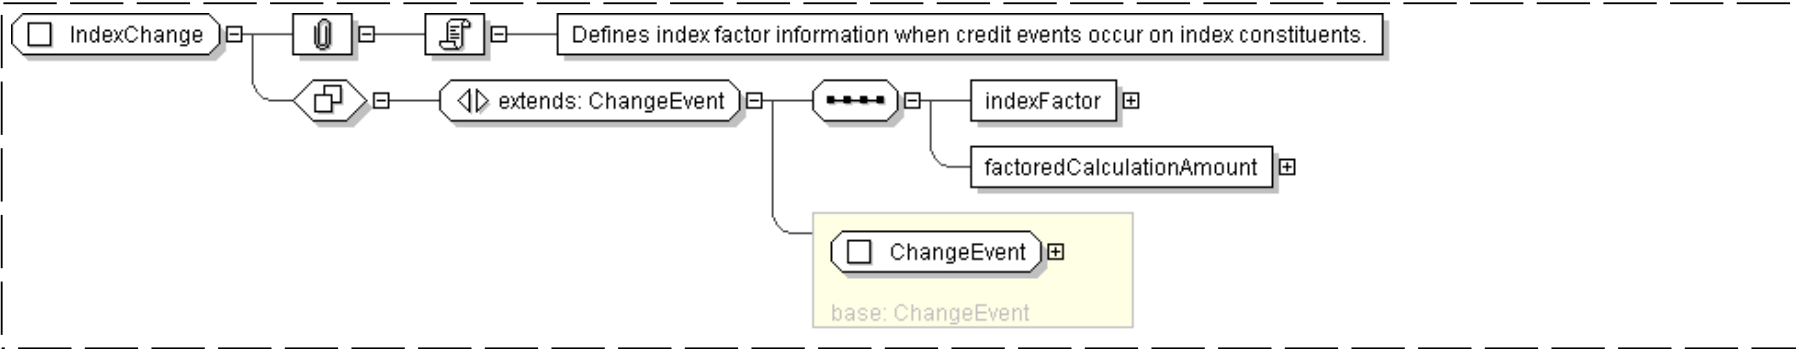 IndexChange
Defines index factor information when credit events occur on index constituents.
extends: ChangeEvent
indexFactor
factoredCalculationAmount
ChangeEvent
base: ChangeEvent